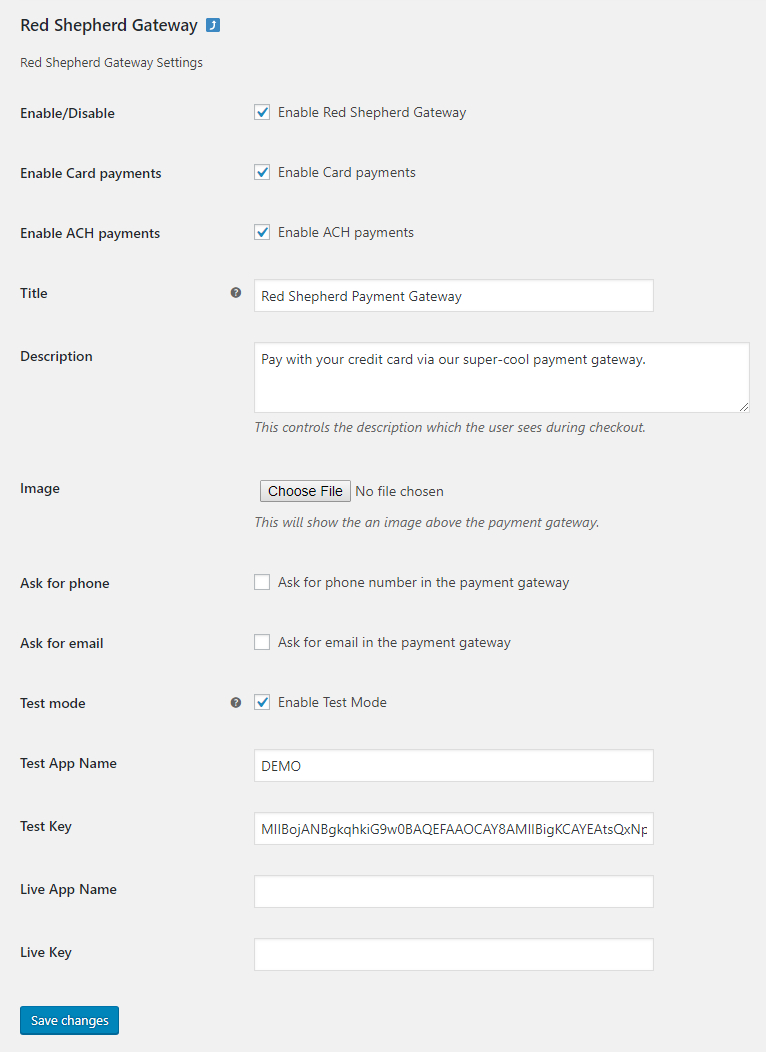 Red Shepherd Gateway
Red Shepherd Gateway Settings
Enable/Disable Enable Red Shepherd Gateway
Enable Card payments Enable Card payments
Enable ACH payments Enable ACH payments
Title Red Shepherd Payment Gateway
Description Pay with your credit card via our super-cool payment gateway.
This controls the description which the user sees during checkout.
Image Choose File No file chosen
This will show the an image above the payment gateway.
Ask for phone Ask for phone number in the payment gateway
Ask for email Ask for email in the payment gateway
Test mode Enable Test Mode
Test App Name DEMO
Test Key MIIBojANBgkqhkiG9w0BAQEFAAOCAY8AMIIBigKCAYEAtsQxNp
Live App Name
Live Key
Save changes